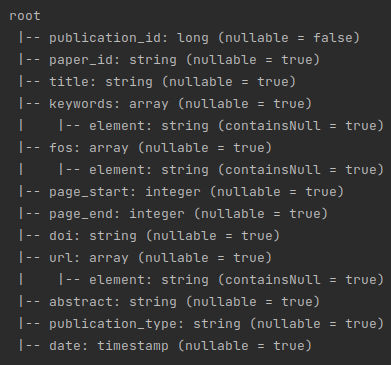 root
 |-- publication_id: long (nullable = false)
 |-- paper_id: string (nullable = true)
 |-- title: string (nullable = true)
 |-- keywords: array (nullable = true)
 |    |-- element: string (containsNull = true)
 |-- fos: array (nullable = true)
 |    |-- element: string (containsNull = true)
 |-- page_start: integer (nullable = true)
 |-- page_end: integer (nullable = true)
 |-- doi: string (nullable = true)
 |-- url: array (nullable = true)
 |    |-- element: string (containsNull = true)
 |-- abstract: string (nullable = true)
 |-- publication_type: string (nullable = true)
 |-- date: timestamp (nullable = true)